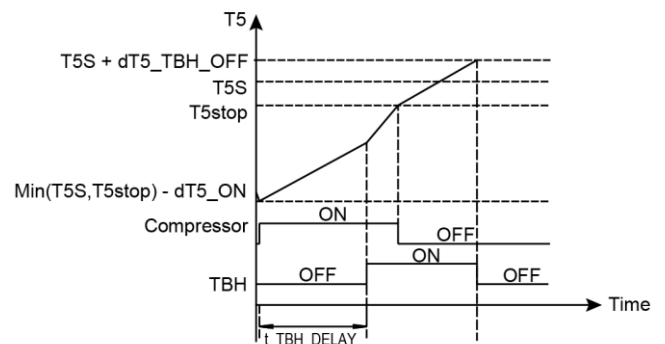 T5
T5S + dT5_TBH_OFF
T5S
T5stop
Min(T5S,T5stop) - dT5_ON
Compressor
ON
OFF
TBH
OFF
ON
OFF
Time
t_TBH_DELAY